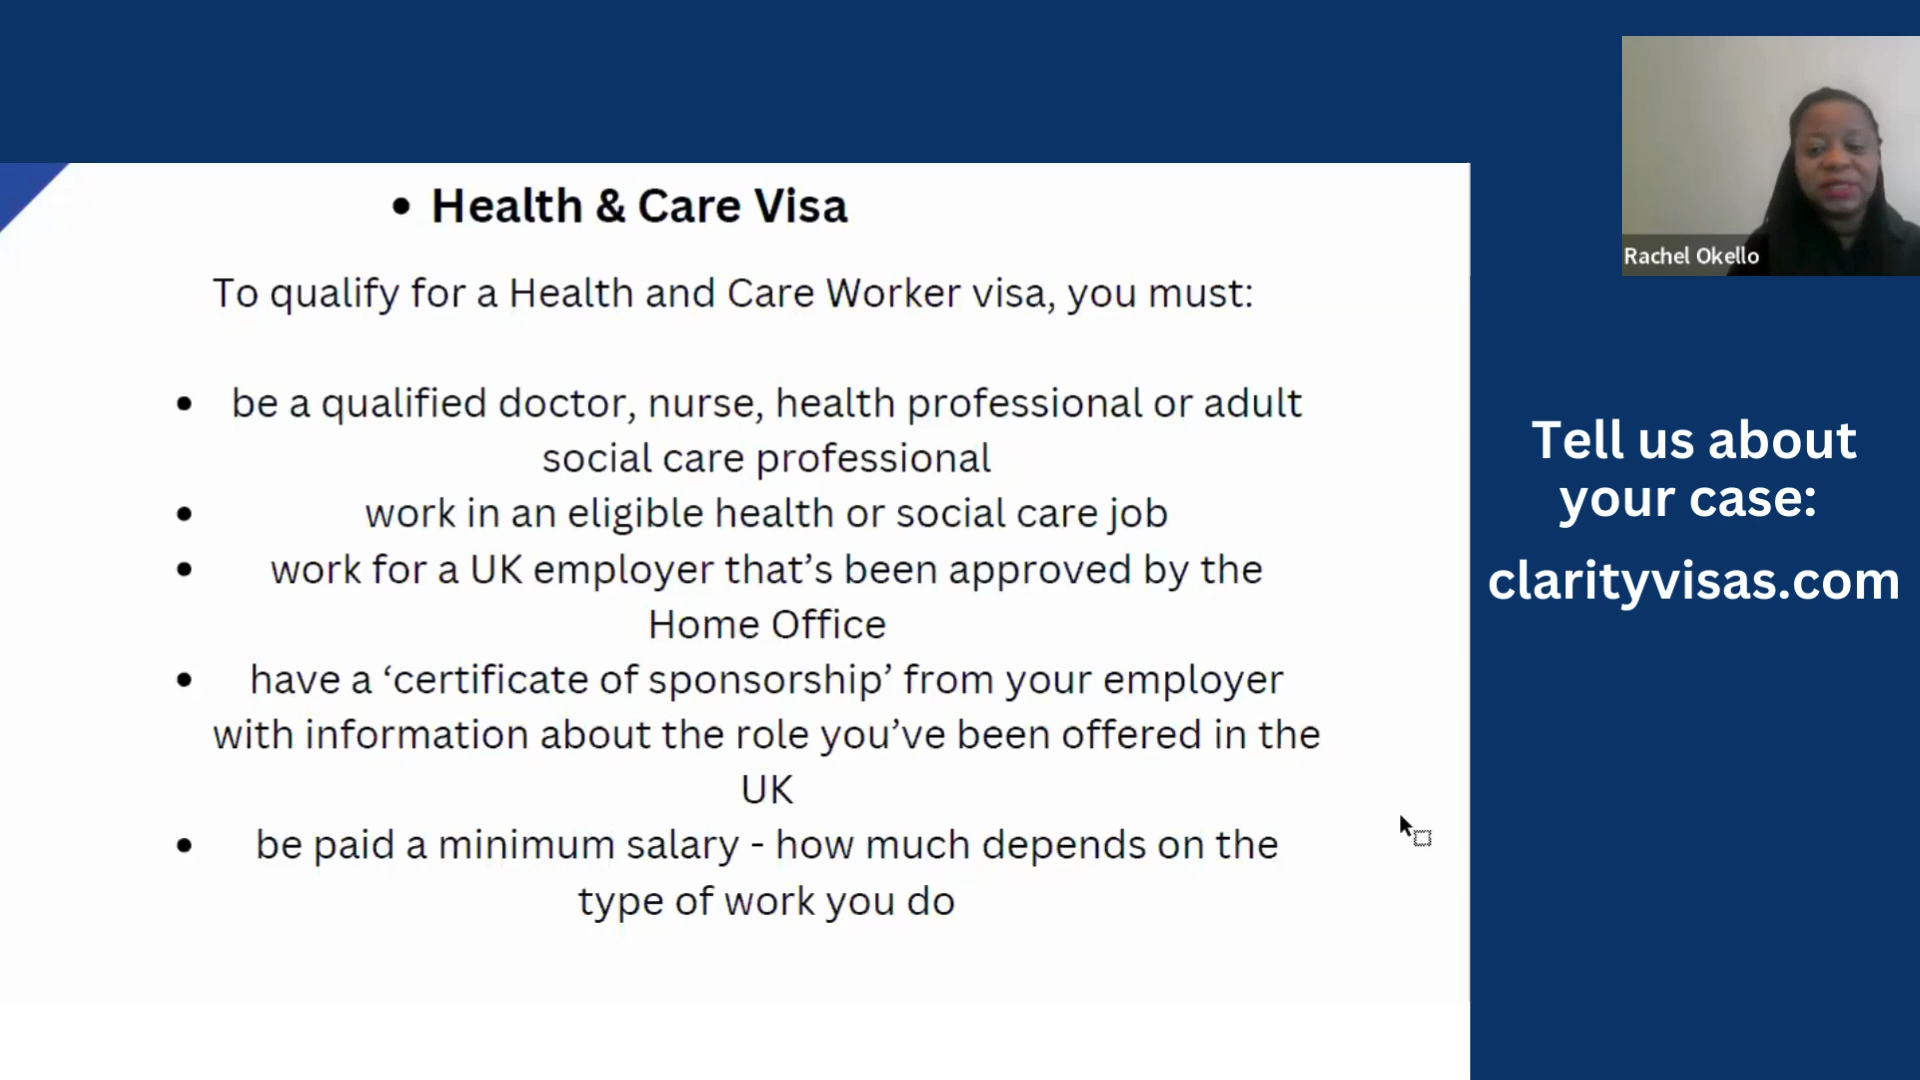 • Health & Care Visa
To qualify for a Health and Care Worker visa, you must:
• be a qualified doctor, nurse, health professional or adult
social care professional
• work in an eligible health or social care job
• work for a UK employer that’s been approved by the
Home Office
• have a ‘certificate of sponsorship’ from your employer
with information about the role you’ve been offered in the
UK
• be paid a minimum salary - how much depends on the
type of work you do
Rachel Okello
Tell us about
your case:
clarityvisas.com